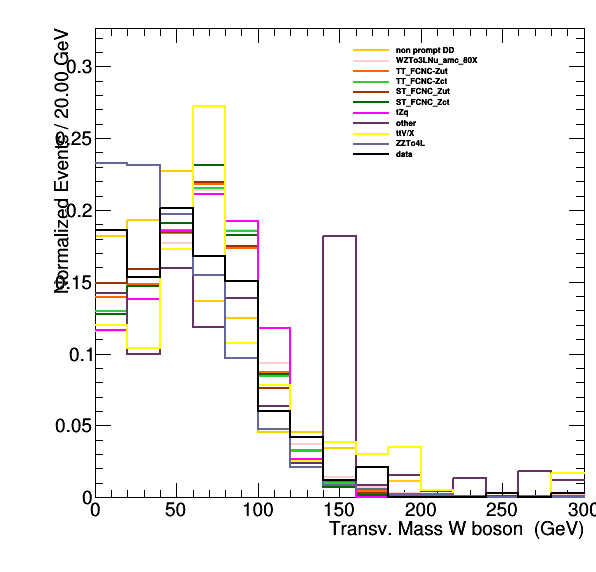 Normalized Events / 20.00 GeV
0.3
0.25
0.2
0.15
0.1
0.05
0
non prompt DD
WZTo3LNu_amc_80X
TT_FCNC-Zut
TT_FCNC-Zct
ST_FCNC_Zut
ST_FCNC_Zct
tZq
other
ttV/X
ZZTo4L
data
0 50 100 150 200 250 300
Transv. Mass W boson (GeV)